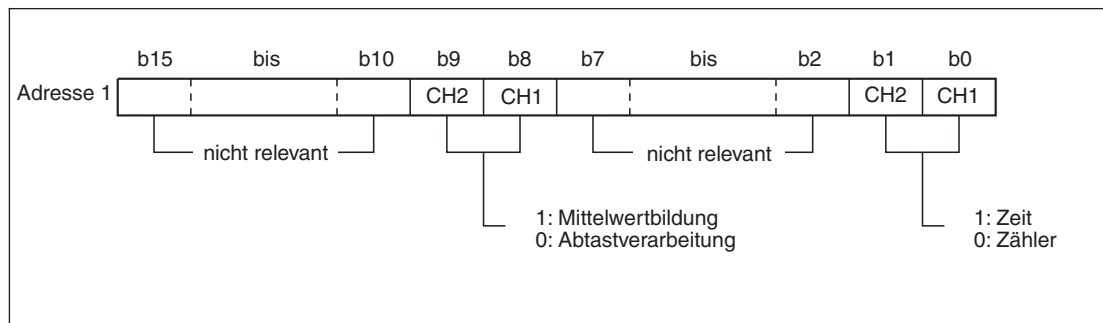 b15 bis b10 b9 b8 b7 bis b2 b1 b0
Adresse 1 CH2 CH1 CH2 CH1
nicht relevant nicht relevant
1: Mittelwertbildung 1: Zeit
0: Abtastverarbeitung 0: Zähler